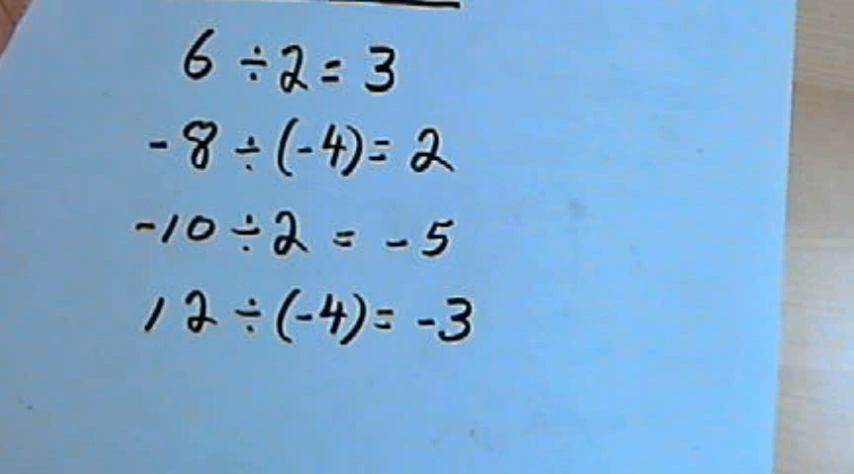 6 ÷ 2 = 3
-8 ÷ (-4) = 2
-10 ÷ 2 = -5
12 ÷ (-4) = -3